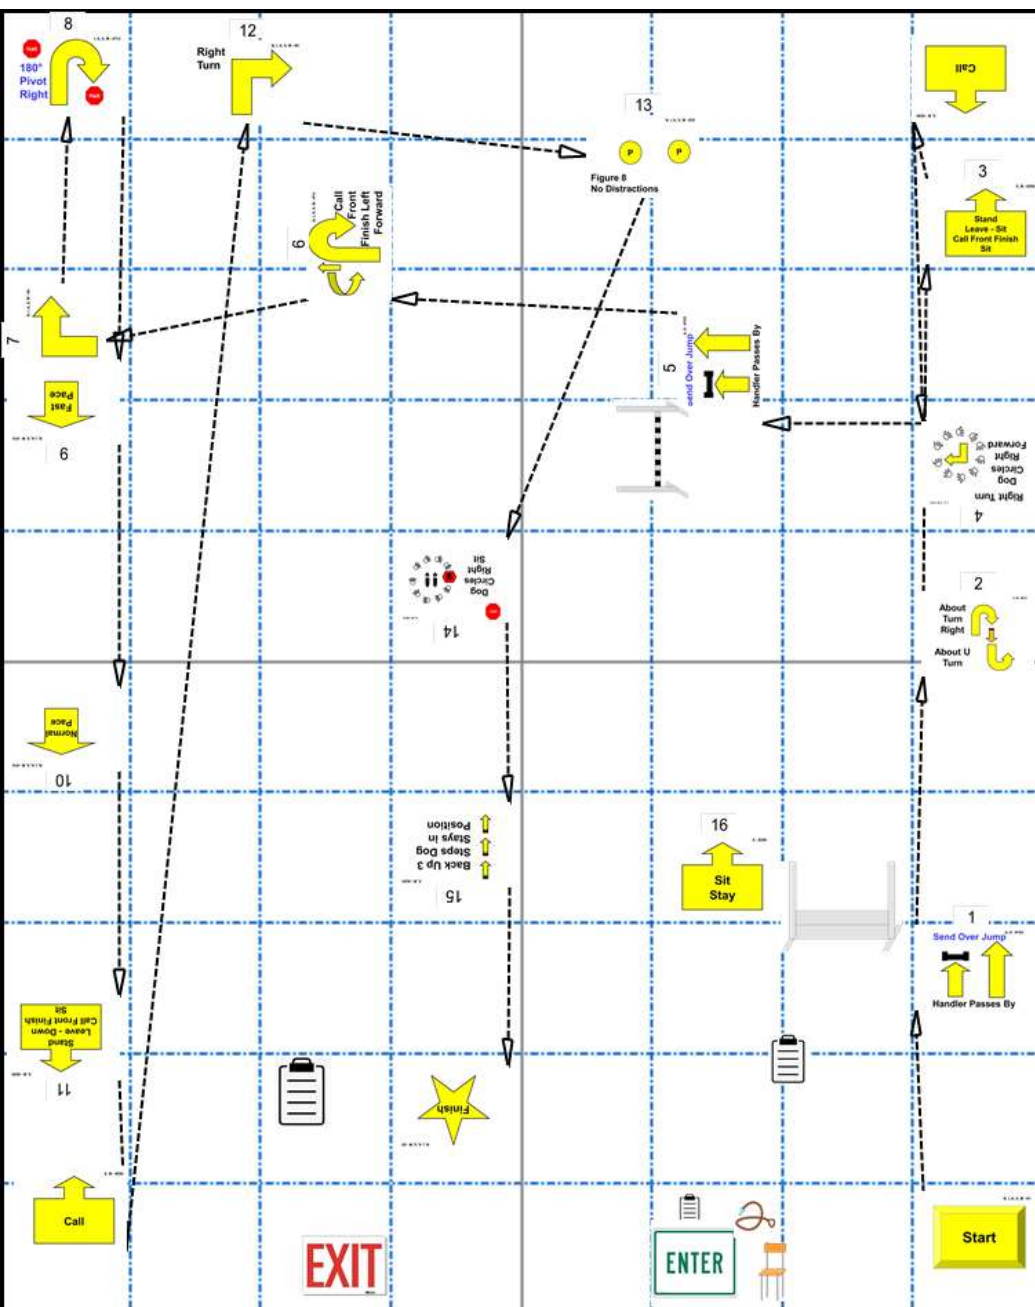 8
180°
Pivot
Right
12
Right
Turn
13
P
P
Figure 8
No Distractions
Call
3
Stand
Leave - Sit
Call Front Finish
Sit
6
Call
Front
Finish Left
Forward
7
Fast
Pace
9
5
Send Over Jump
Handler Passes By
Right Turn
Dog
Circles
Right
Forward
4
2
About
Turn
Right
About U
Turn
Dog
Circles
Right
Sit
14
Normal
Pace
10
Back Up 3
Steps Dog
Stays in
Position
15
16
Sit
Stay
1
Send Over Jump
Handler Passes By
Stand
Leave - Down
Call Front Finish
Sit
11
Finish
Call
EXIT
ENTER
Start